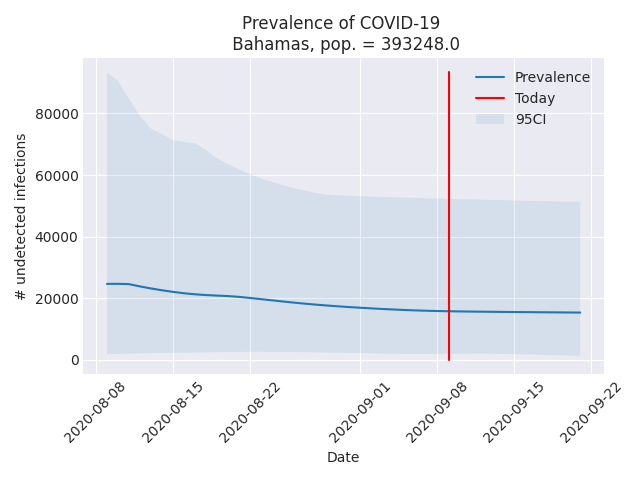 Prevalence of COVID-19
Bahamas, pop. = 393248.0
Prevalence
Today
95CI
# undetected infections
80000
60000
40000
20000
0
2020-08-08
2020-08-15
2020-08-22
2020-09-01
2020-09-08
2020-09-15
2020-09-22
Date